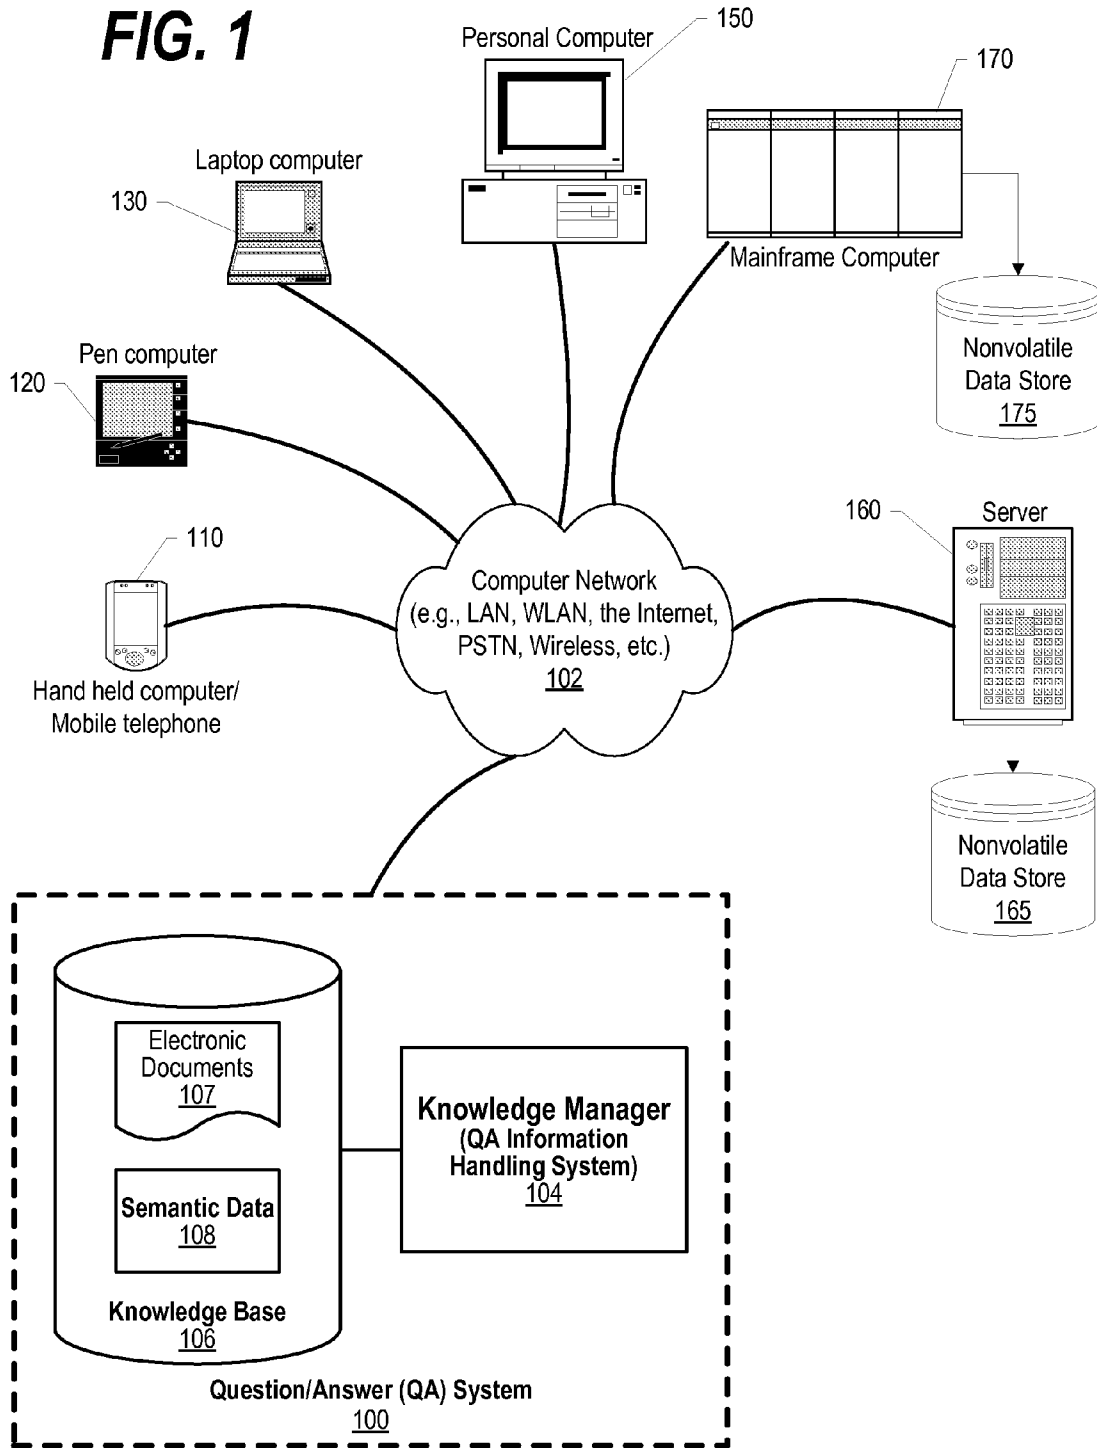 FIG. 1
Personal Computer
150
170
Laptop computer
130
Mainframe Computer
Nonvolatile
Data Store
175
Pen computer
120
160
Server
110
Computer Network
(e.g., LAN, WLAN, the Internet,
PSTN, Wireless, etc.)
102
Hand held computer/
Mobile telephone
Nonvolatile
Data Store
165
Electronic
Documents
107
Semantic Data
108
Knowledge Base
106
Knowledge Manager
(QA Information
Handling System)
104
Question/Answer (QA) System
100